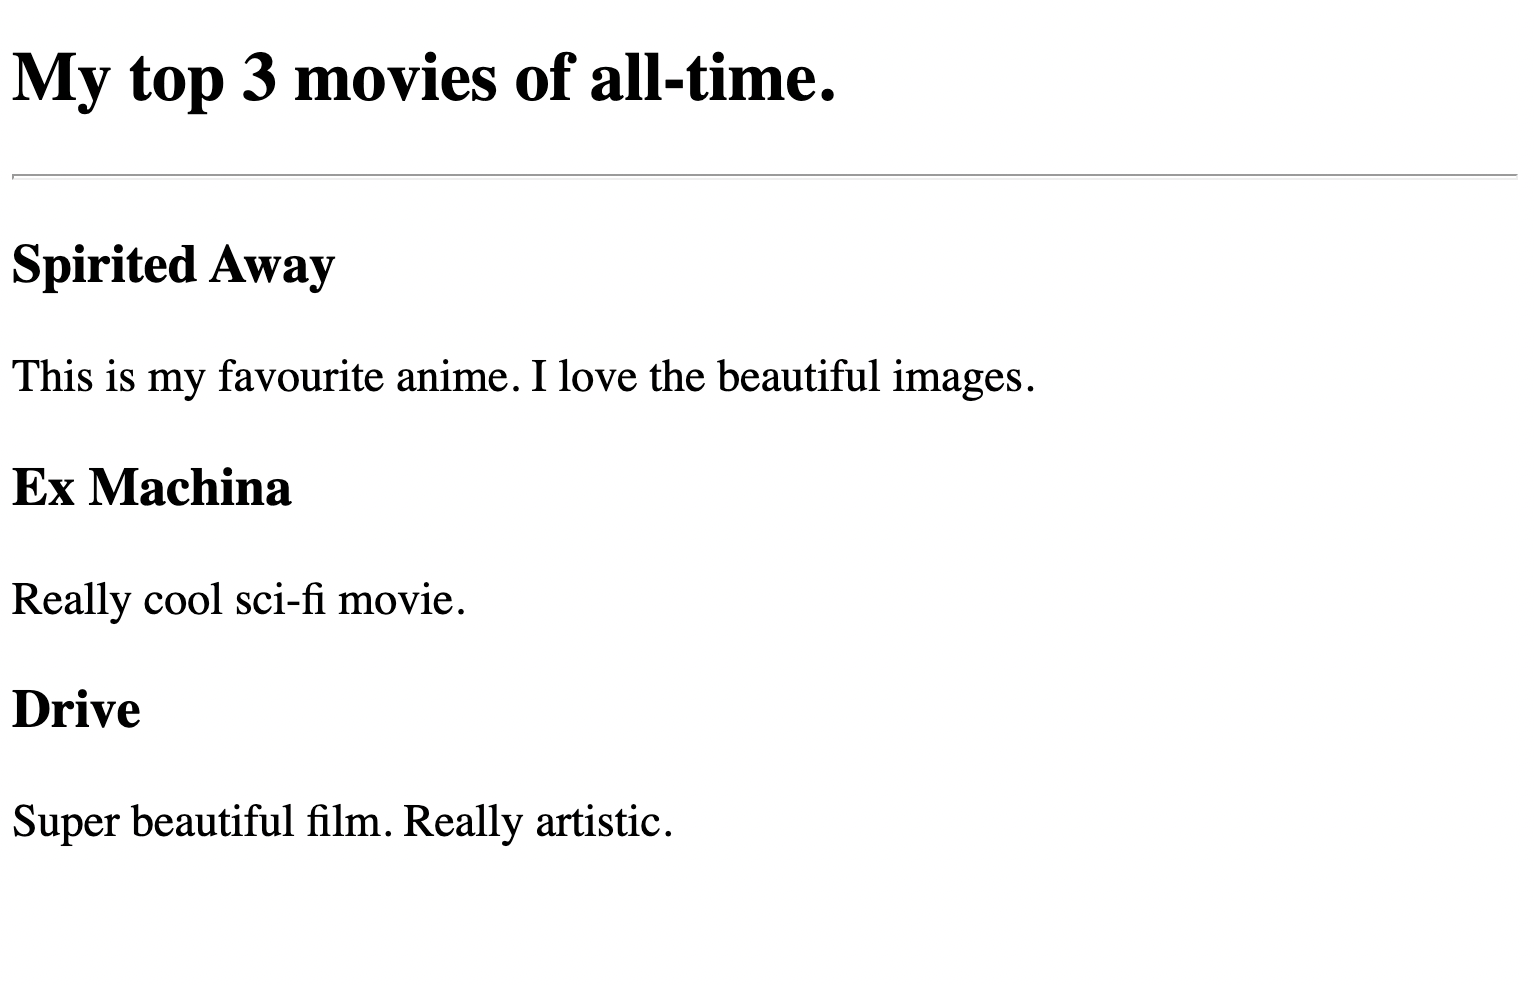 My top 3 movies of all-time.
Spirited Away
This is my favourite anime. I love the beautiful images.
Ex Machina
Really cool sci-fi movie.
Drive
Super beautiful film. Really artistic.